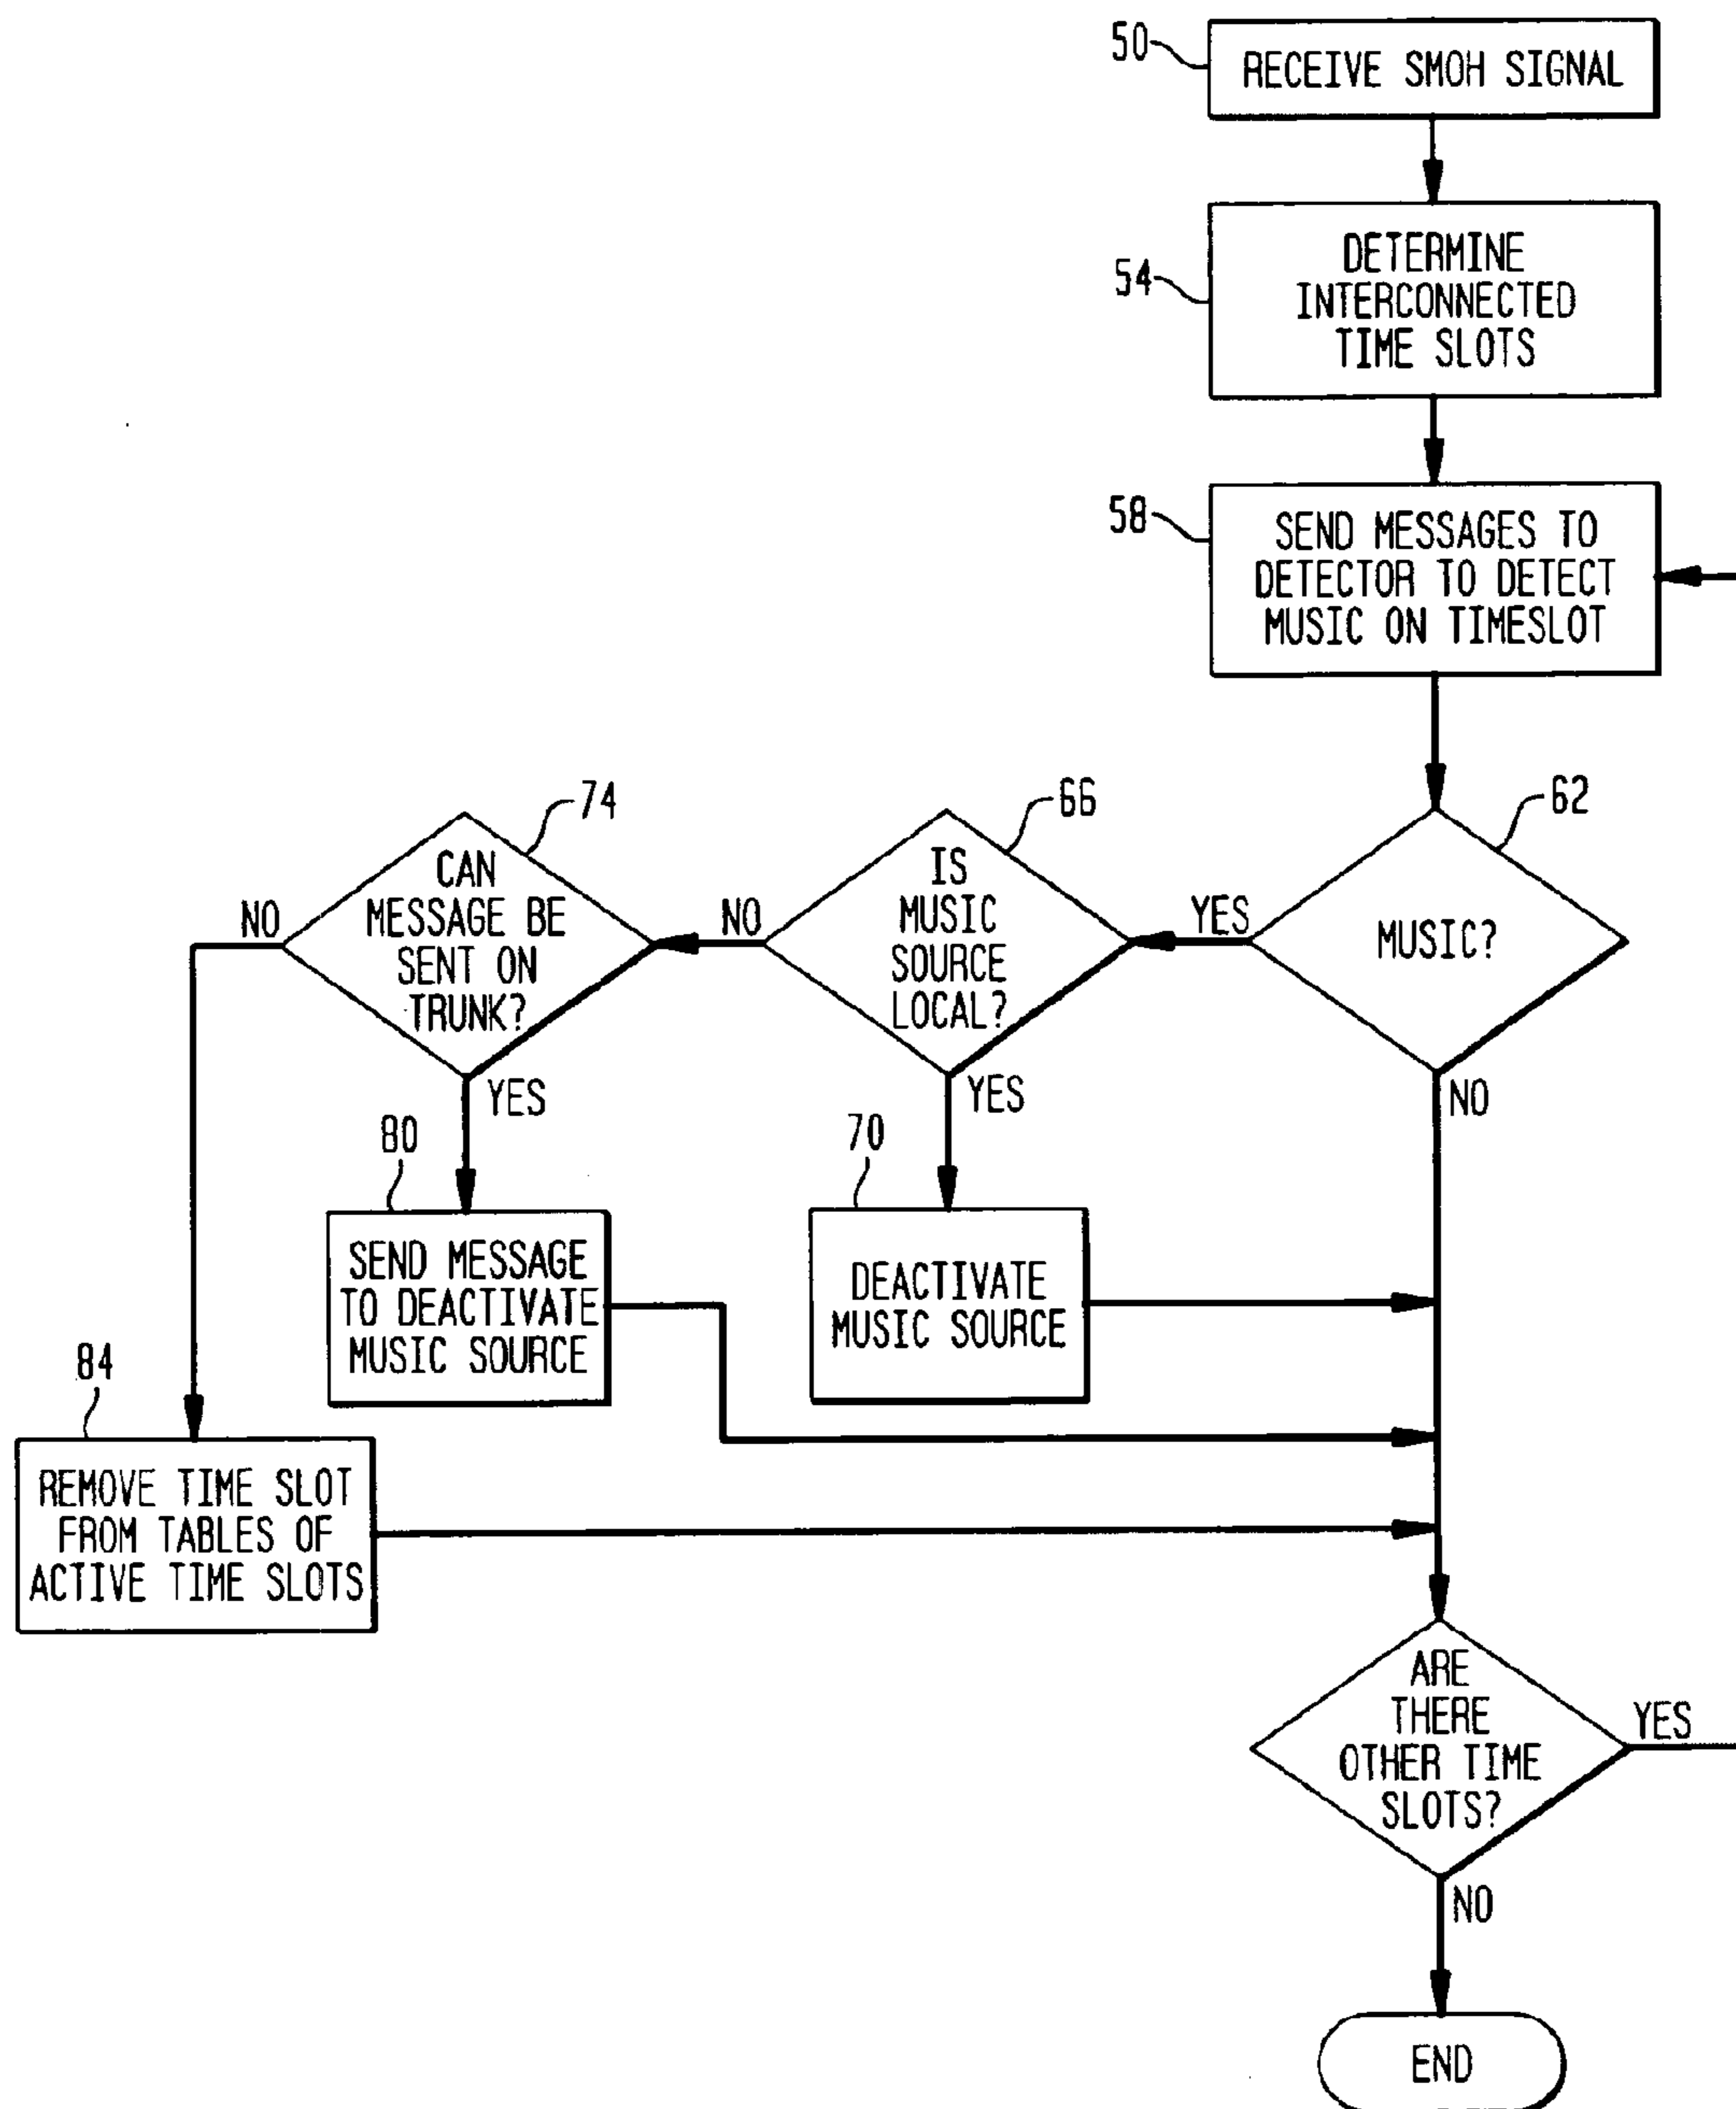 50
RECEIVE SMOH SIGNAL
54
DETERMINE
INTERCONNECTED
TIME SLOTS
58
SEND MESSAGES TO
DETECTOR TO DETECT
MUSIC ON TIMESLOT
62
MUSIC?
YES
NO
66
IS
MUSIC
SOURCE
LOCAL?
NO
YES
74
CAN
MESSAGE BE
SENT ON
TRUNK?
NO
YES
80
SEND MESSAGE
TO DEACTIVATE
MUSIC SOURCE
70
DEACTIVATE
MUSIC SOURCE
84
REMOVE TIME SLOT
FROM TABLES OF
ACTIVE TIME SLOTS
ARE
THERE
OTHER TIME
SLOTS?
YES
NO
END